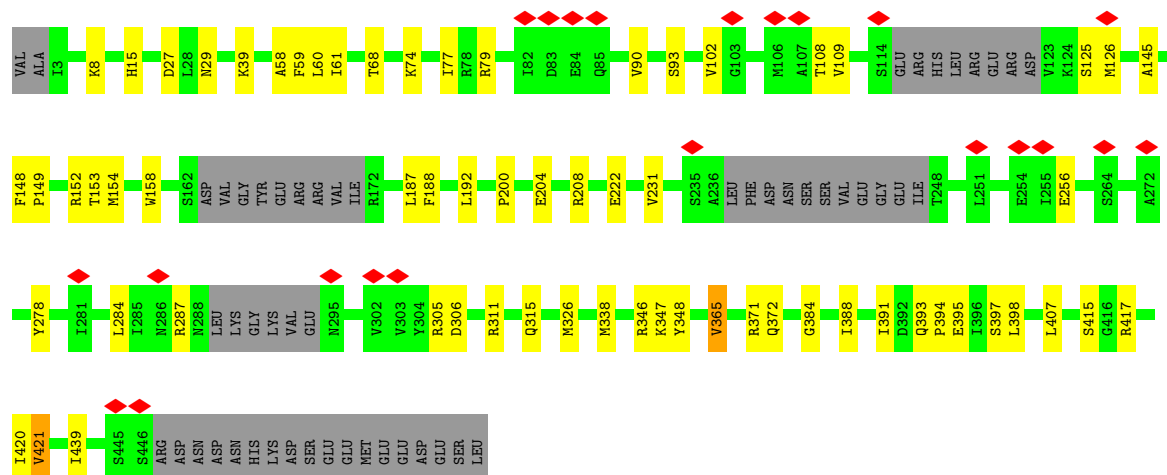 VAL ALA I3 K8 H15 D27 L28 N29 K39 A58 F59 L60 I61 T68 K74 I77 R78 R79 I82 D83 E84 Q85 V90 S93 V102 G103 M106 A107 T108 V109 S114 GLU ARG HIS LEU ARG GLU ARG ASP V123 K124 S125 M126 A145
F148 P149 R152 T153 M154 W158 S162 ASP VAL GLY TYR GLU ARG ARG VAL ILE R172 L187 F188 L192 P200 E204 R208 E222 V231 S235 A236 LEU PHE ASP ASN SER SER VAL GLU GLY GLU ILE T248 L251 E254 I255 E256 S264 A272
Y278 I281 L284 I285 N286 R287 N288 LEU LYS GLY LYS VAL GLU N295 V302 V303 Y304 R305 D306 R311 Q315 M326 M338 R346 K347 Y348 V365 R371 Q372 G384 I388 I391 D392 Q393 P394 E395 I396 S397 L398 L407 S415 G416 R417
I420 V421 I439 S445 S446 ARG ASP ASN ASP ASN HIS LYS ASP SER GLU GLU MET GLU GLU ASP GLU SER LEU